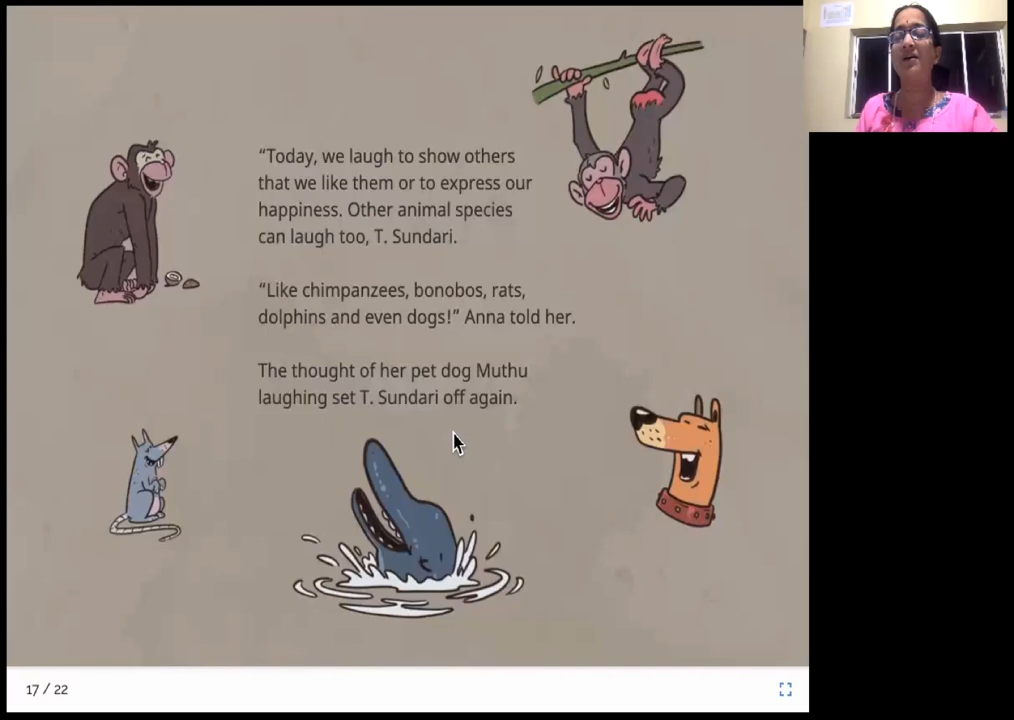 “Today, we laugh to show others
that we like them or to express our
happiness. Other animal species
can laugh too, T. Sundari.
“Like chimpanzees, bonobos, rats,
dolphins and even dogs!” Anna told her.
The thought of her pet dog Muthu
laughing set T. Sundari off again.
17 / 22